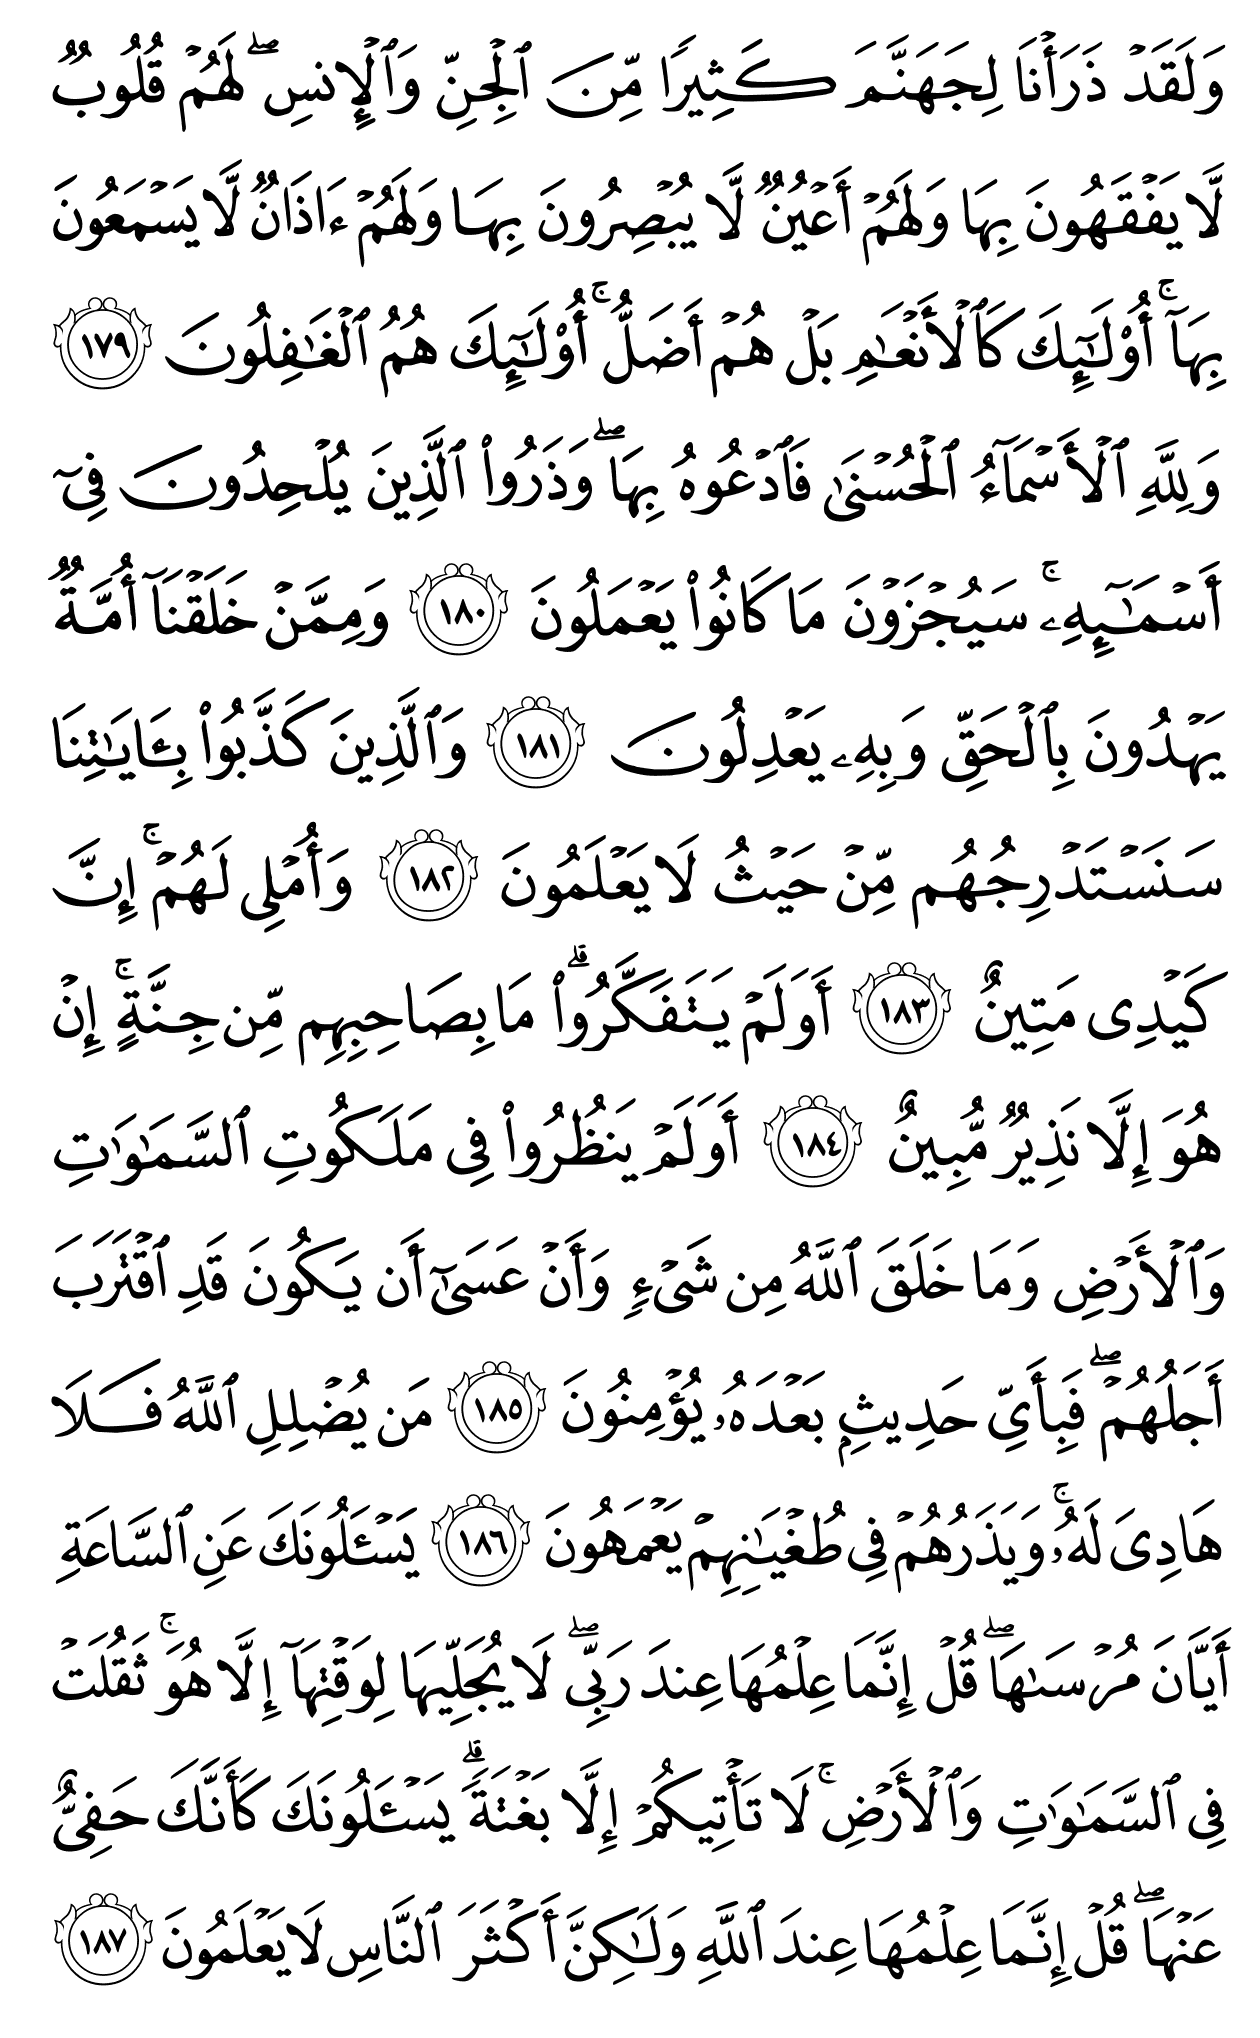 وَلَقَدۡ ذَرَأۡنَا لِجَهَنَّمَ كَثِيرٗا مِّنَ ٱلۡجِنِّ وَٱلۡإِنسِۖ لَهُمۡ قُلُوبٞ
لَّا يَفۡقَهُونَ بِهَا وَلَهُمۡ أَعۡيُنٞ لَّا يُبۡصِرُونَ بِهَا وَلَهُمۡ ءَاذَانٞ لَّا يَسۡمَعُونَ
بِهَآۚ أُوْلَٰٓئِكَ كَٱلۡأَنۡعَٰمِ بَلۡ هُمۡ أَضَلُّۚ أُوْلَٰٓئِكَ هُمُ ٱلۡغَٰفِلُونَ ١٧٩
وَلِلَّهِ ٱلۡأَسۡمَآءُ ٱلۡحُسۡنَىٰ فَٱدۡعُوهُ بِهَاۖ وَذَرُواْ ٱلَّذِينَ يُلۡحِدُونَ فِيٓ
أَسۡمَٰٓئِهِۦۚ سَيُجۡزَوۡنَ مَا كَانُواْ يَعۡمَلُونَ ١٨٠ وَمِمَّنۡ خَلَقۡنَآ أُمَّةٞ
يَهۡدُونَ بِٱلۡحَقِّ وَبِهِۦ يَعۡدِلُونَ ١٨١ وَٱلَّذِينَ كَذَّبُواْ بِـَٔايَٰتِنَا
سَنَسۡتَدۡرِجُهُم مِّنۡ حَيۡثُ لَا يَعۡلَمُونَ ١٨٢ وَأُمۡلِي لَهُمۡۚ إِنَّ
كَيۡدِي مَتِينٌ ١٨٣ أَوَلَمۡ يَتَفَكَّرُواْۗ مَا بِصَاحِبِهِم مِّن جِنَّةٍۚ إِنۡ
هُوَ إِلَّا نَذِيرٞ مُّبِينٌ ١٨٤ أَوَلَمۡ يَنظُرُواْ فِي مَلَكُوتِ ٱلسَّمَٰوَٰتِ
وَٱلۡأَرۡضِ وَمَا خَلَقَ ٱللَّهُ مِن شَيۡءٖ وَأَنۡ عَسَىٰٓ أَن يَكُونَ قَدِ ٱقۡتَرَبَ
أَجَلُهُمۡۖ فَبِأَيِّ حَدِيثِۭ بَعۡدَهُۥ يُؤۡمِنُونَ ١٨٥ مَن يُضۡلِلِ ٱللَّهُ فَلَا
هَادِيَ لَهُۥۚ وَيَذَرُهُمۡ فِي طُغۡيَٰنِهِمۡ يَعۡمَهُونَ ١٨٦ يَسۡـَٔلُونَكَ عَنِ ٱلسَّاعَةِ
أَيَّانَ مُرۡسَىٰهَاۖ قُلۡ إِنَّمَا عِلۡمُهَا عِندَ رَبِّيۖ لَا يُجَلِّيهَا لِوَقۡتِهَآ إِلَّا هُوَۚ ثَقُلَتۡ
فِي ٱلسَّمَٰوَٰتِ وَٱلۡأَرۡضِۚ لَا تَأۡتِيكُمۡ إِلَّا بَغۡتَةٗۗ يَسۡـَٔلُونَكَ كَأَنَّكَ حَفِيٌّ
عَنۡهَاۖ قُلۡ إِنَّمَا عِلۡمُهَا عِندَ ٱللَّهِ وَلَٰكِنَّ أَكۡثَرَ ٱلنَّاسِ لَا يَعۡلَمُونَ ١٨٧